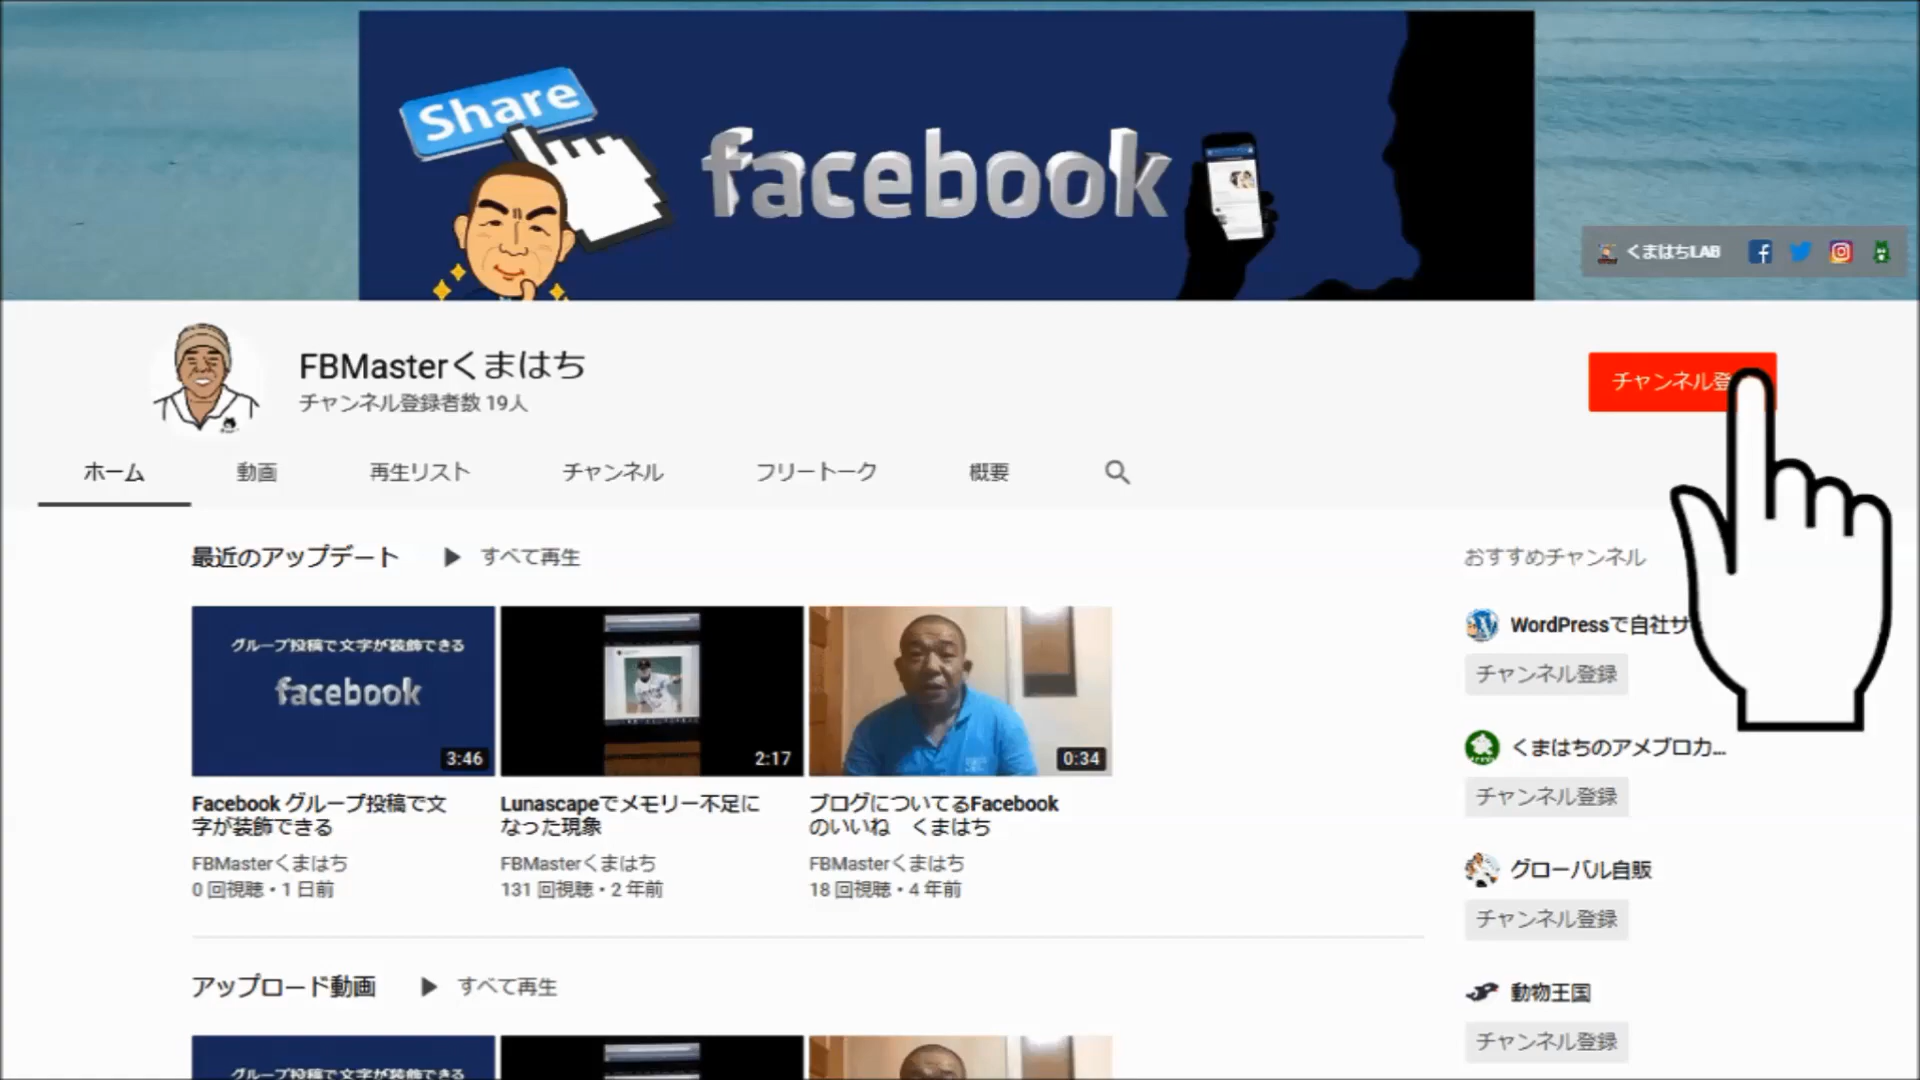 Share
facebook
くまはちLAB
FBMasterくまはち
チャンネル登録者数 19人
チャンネル登
ホーム
動画
再生リスト
チャンネル
フリートーク
概要
最近のアップデート
すべて再生
グループ投稿で文字が装飾できる
facebook
3:46
2:17
0:34
Facebook グループ投稿で文
字が装飾できる
FBMasterくまはち
0 回視聴・1 日前
Lunascapeでメモリー不足に
なった現象
FBMasterくまはち
131 回視聴・2 年前
ブログについてるFacebook
のいいね　くまはち
FBMasterくまはち
18 回視聴・4 年前
おすすめチャンネル
WordPressで自社サ
チャンネル登録
くまはちのアメブロカ...
チャンネル登録
グローバル自販
チャンネル登録
動物王国
チャンネル登録
アップロード動画
すべて再生
グループ投稿で文字が装飾できる